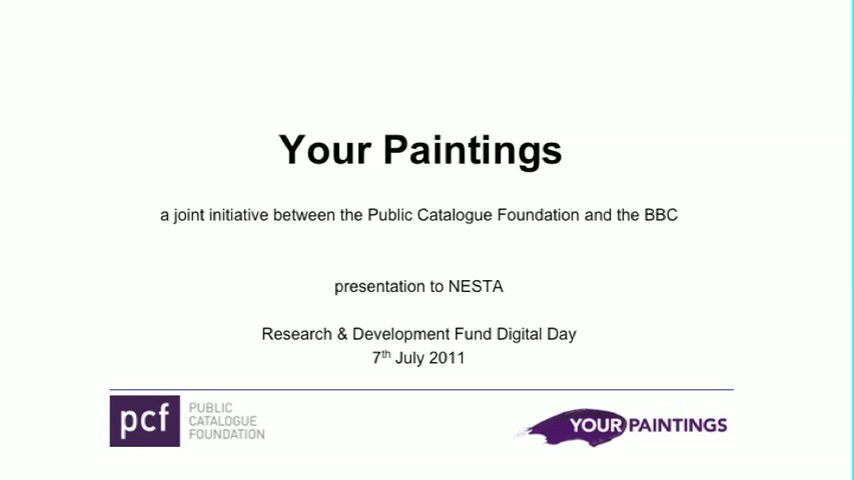 Your Paintings
a joint initiative between the Public Catalogue Foundation and the BBC
presentation to NESTA
Research & Development Fund Digital Day
7th July 2011
pcf
PUBLIC
CATALOGUE
FOUNDATION
YOUR PAINTINGS